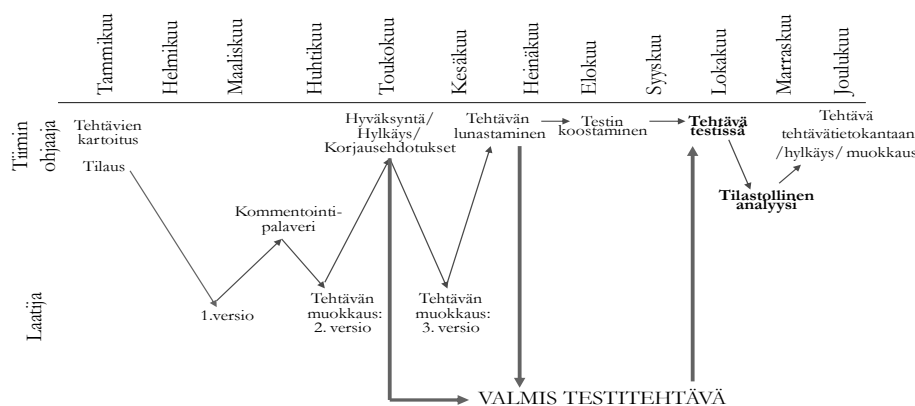 Tammikuu
Helmikuu
Maaliskuu
Huhtikuu
Toukokuu
Kesäkuu
Heinäkuu
Elokuu
Syyskuu
Lokakuu
Marraskuu
Joulukuu
Tiimin
ohjaaja
Tehtävien
kartoitus
Tilaus
Hyväksyntä/
Hylkäys/
Korjausehdotukset
Tehtävän
lunastaminen
Testin
koostaminen
Tehtävä
testissä
Tilastollinen
analyysi
Tehtävä
tehtävätietokantaan
/hylkäys/ muokkaus
Kommentointi-
palaveri
Laatija
1.versio
Tehtävän
muokkaus:
2. versio
Tehtävän
muokkaus:
3. versio
VALMIS TESTITEHTÄVÄ